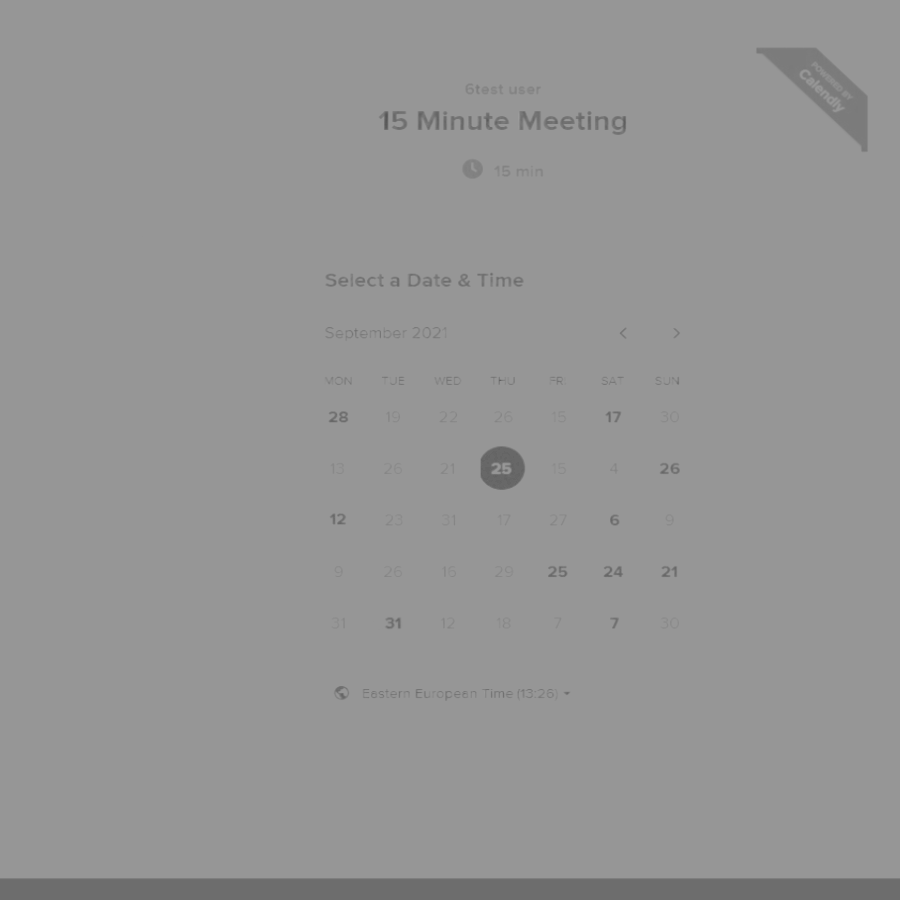 POWERED BY
Calendly
6test user
15 Minute Meeting
15 min
Select a Date & Time
September 2021
MON TUE WED THU FRI SAT SUN
28 19 22 26 15 17 30
13 26 21 25 15 4 26
12 23 31 17 27 6 9
9 26 16 29 25 24 21
31 31 12 18 7 7 30
Eastern European Time (13:26)